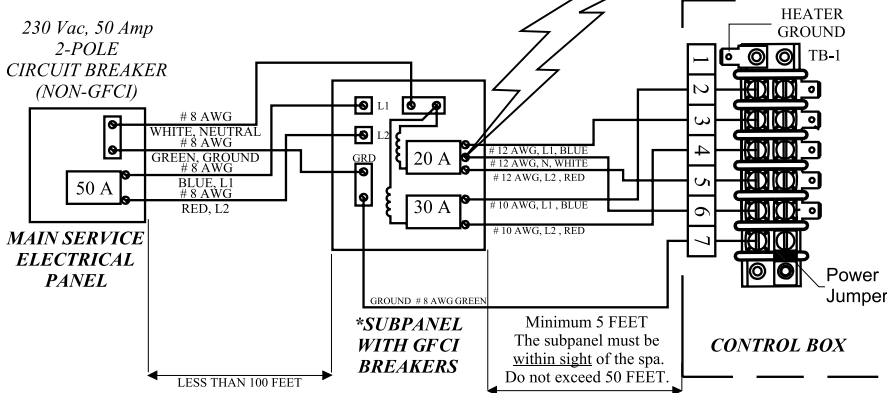 230 Vac, 50 Amp
2-POLE
CIRCUIT BREAKER
(NON-GFCI)
# 8 AWG
WHITE, NEUTRAL
# 8 AWG
GREEN, GROUND
# 8 AWG
BLUE, L1
# 8 AWG
RED, L2
50 A
MAIN SERVICE
ELECTRICAL
PANEL
LESS THAN 100 FEET
L1
L2
GRD
20 A
30 A
# 12 AWG, L1, BLUE
# 12 AWG, N, WHITE
# 12 AWG, L2 , RED
# 10 AWG, L1 , BLUE
# 10 AWG, L2 , RED
GROUND # 8 AWG GREEN
*SUBPANEL
WITH GFCI
BREAKERS
Minimum 5 FEET
The subpanel must be
within sight of the spa.
Do not exceed 50 FEET.
HEATER
GROUND
TB-1
1
2
3
4
5
6
7
Power
Jumper
CONTROL BOX